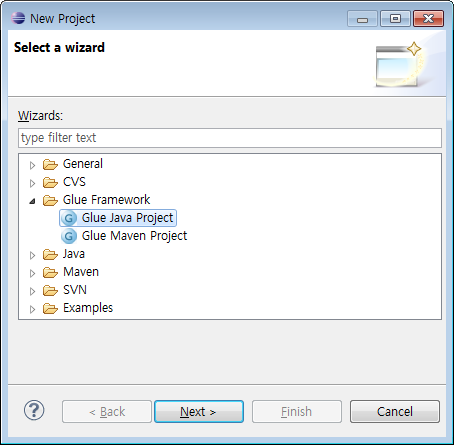 New Project
Select a wizard
Wizards:
type filter text
General
CVS
Glue Framework
G Glue Java Project
G Glue Maven Project
Java
Maven
SVN
Examples
? < Back Next > Finish Cancel